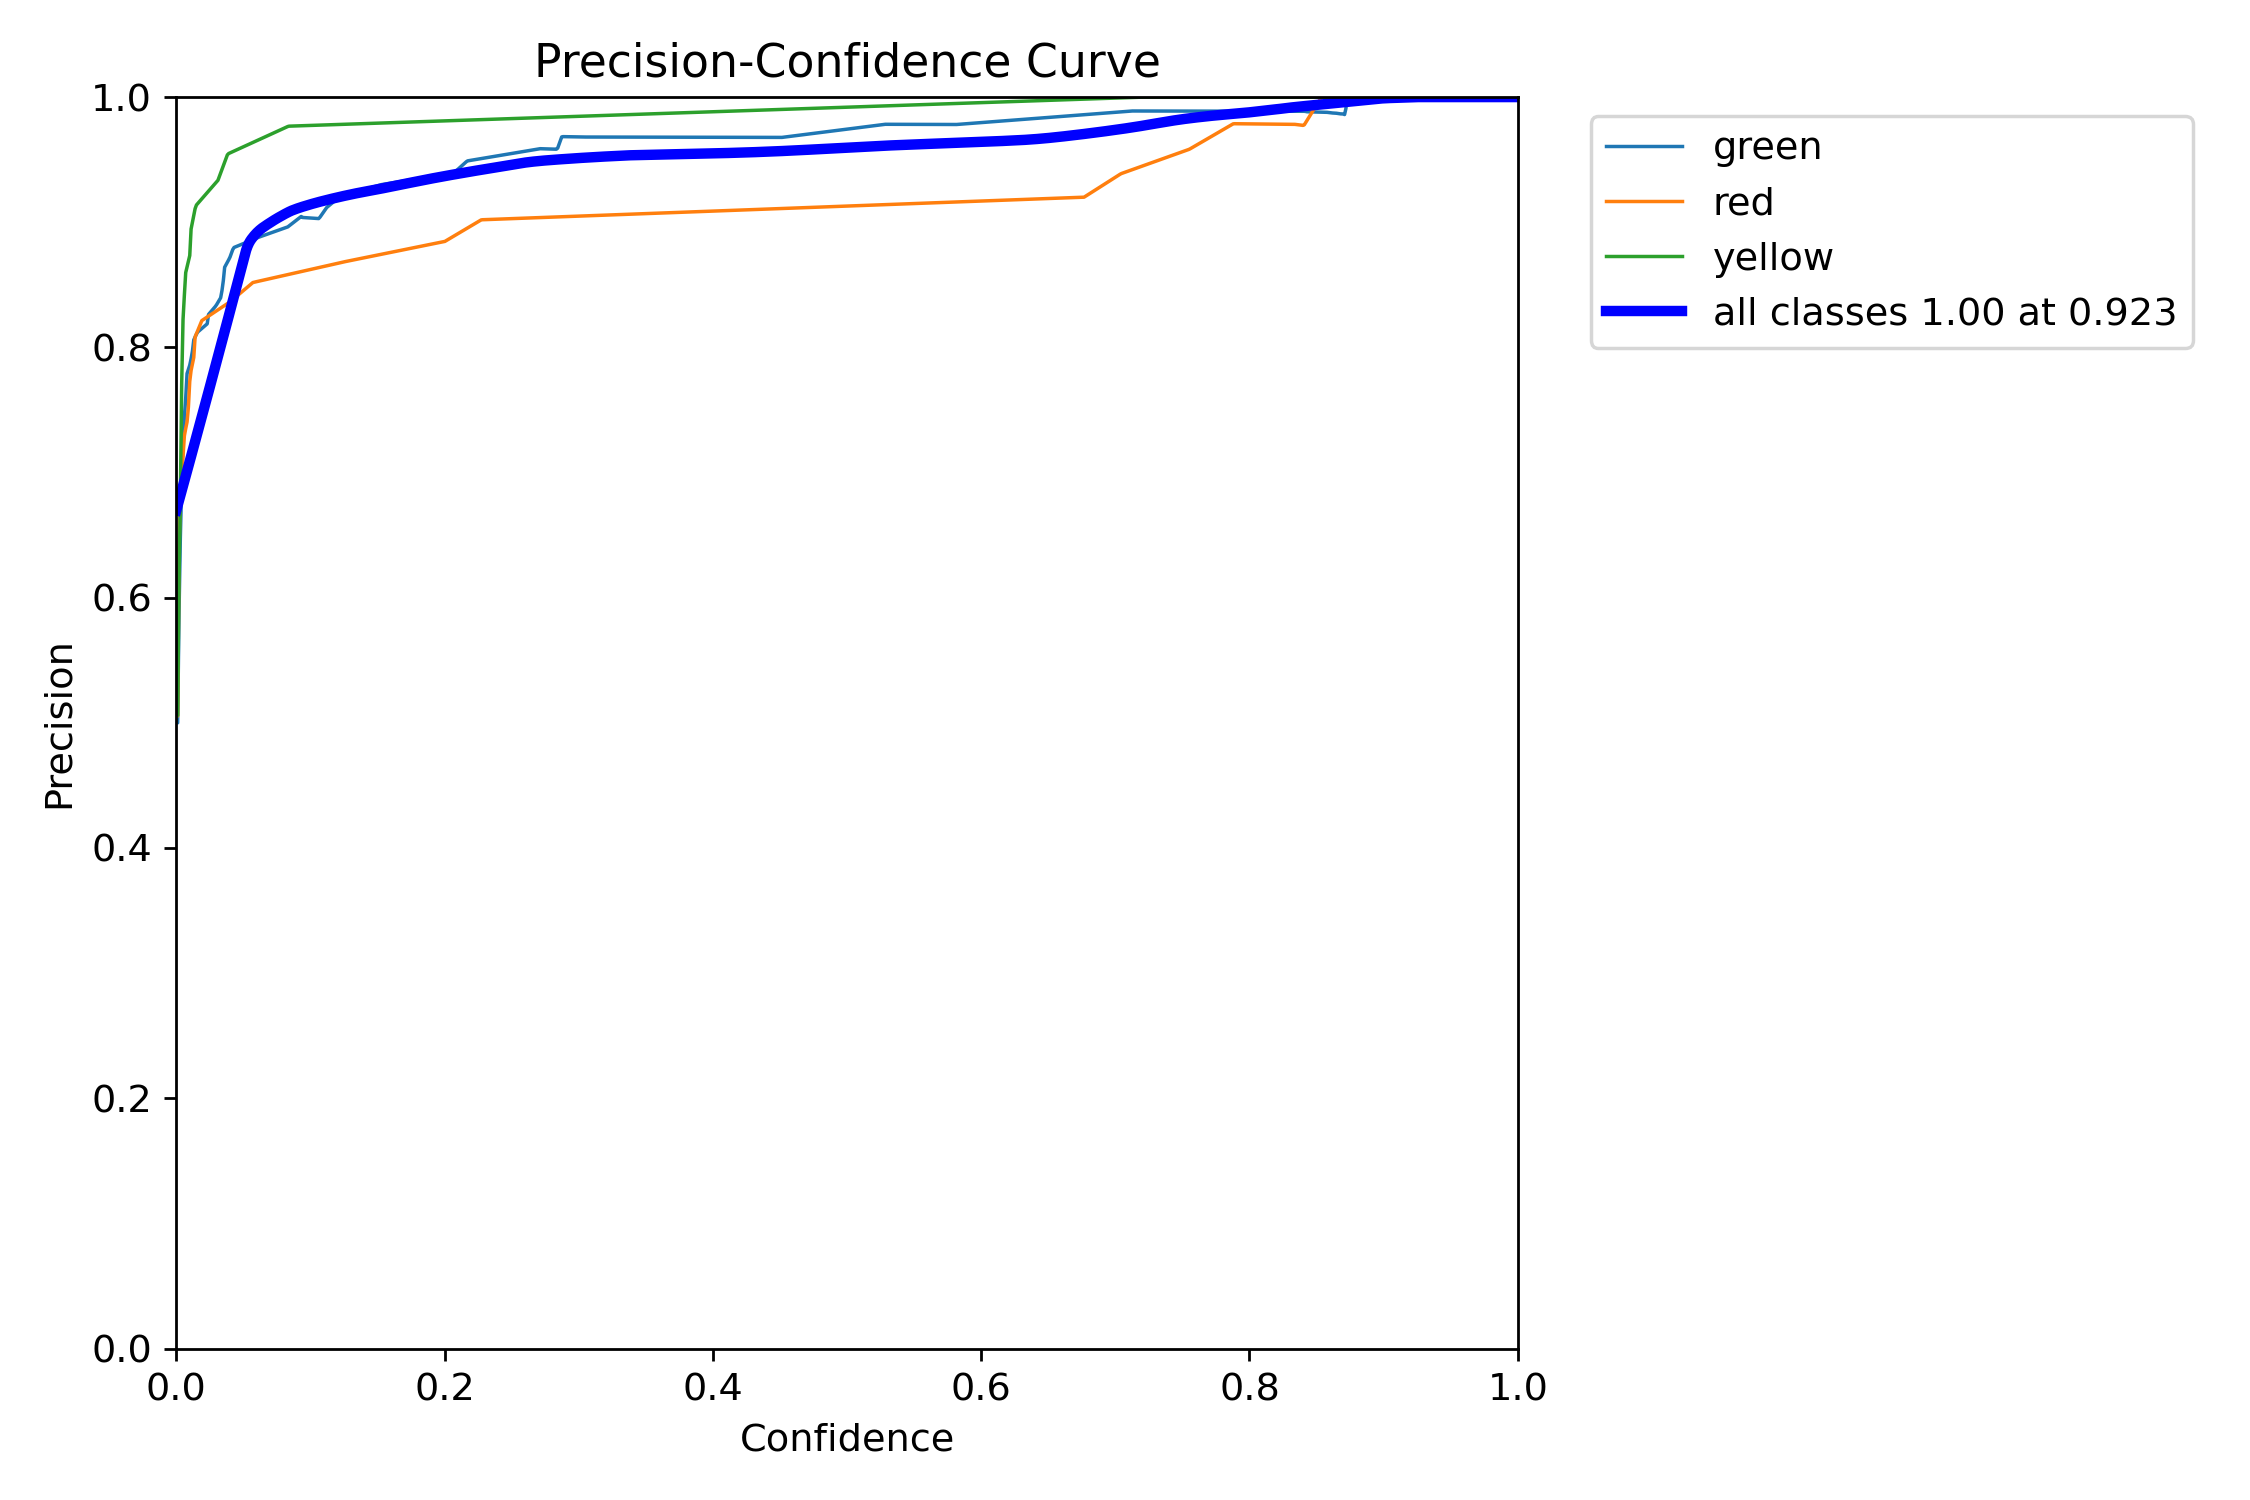 Precision-Confidence Curve
1.0
0.8
0.6
0.4
0.2
0.0
Precision
0.0 0.2 0.4 0.6 0.8 1.0
Confidence
green
red
yellow
all classes 1.00 at 0.923